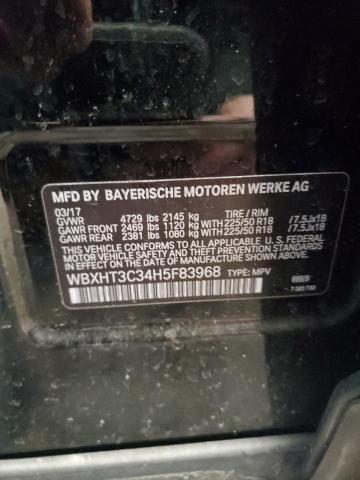 MFD BY BAYERISCHE MOTOREN WERKE AG
03/17
GVWR 4729 lbs 2145 kg TIRE / RIM
GAWR FRONT 2469 lbs 1120 kg WITH 225/50 R18 /7.5Jx18
GAWR REAR 2381 lbs 1080 kg WITH 225/50 R18 /7.5Jx18
THIS VEHICLE CONFORMS TO ALL APPLICABLE U. S. FEDERAL
MOTOR VEHICLE SAFETY, BUMPER, AND THEFT PREVENTION
STANDARDS IN EFFECT ON THE DATE OF MANUFACTURE SHOWN ABOVE.
WBXHT3C34H5F83968 TYPE: MPV